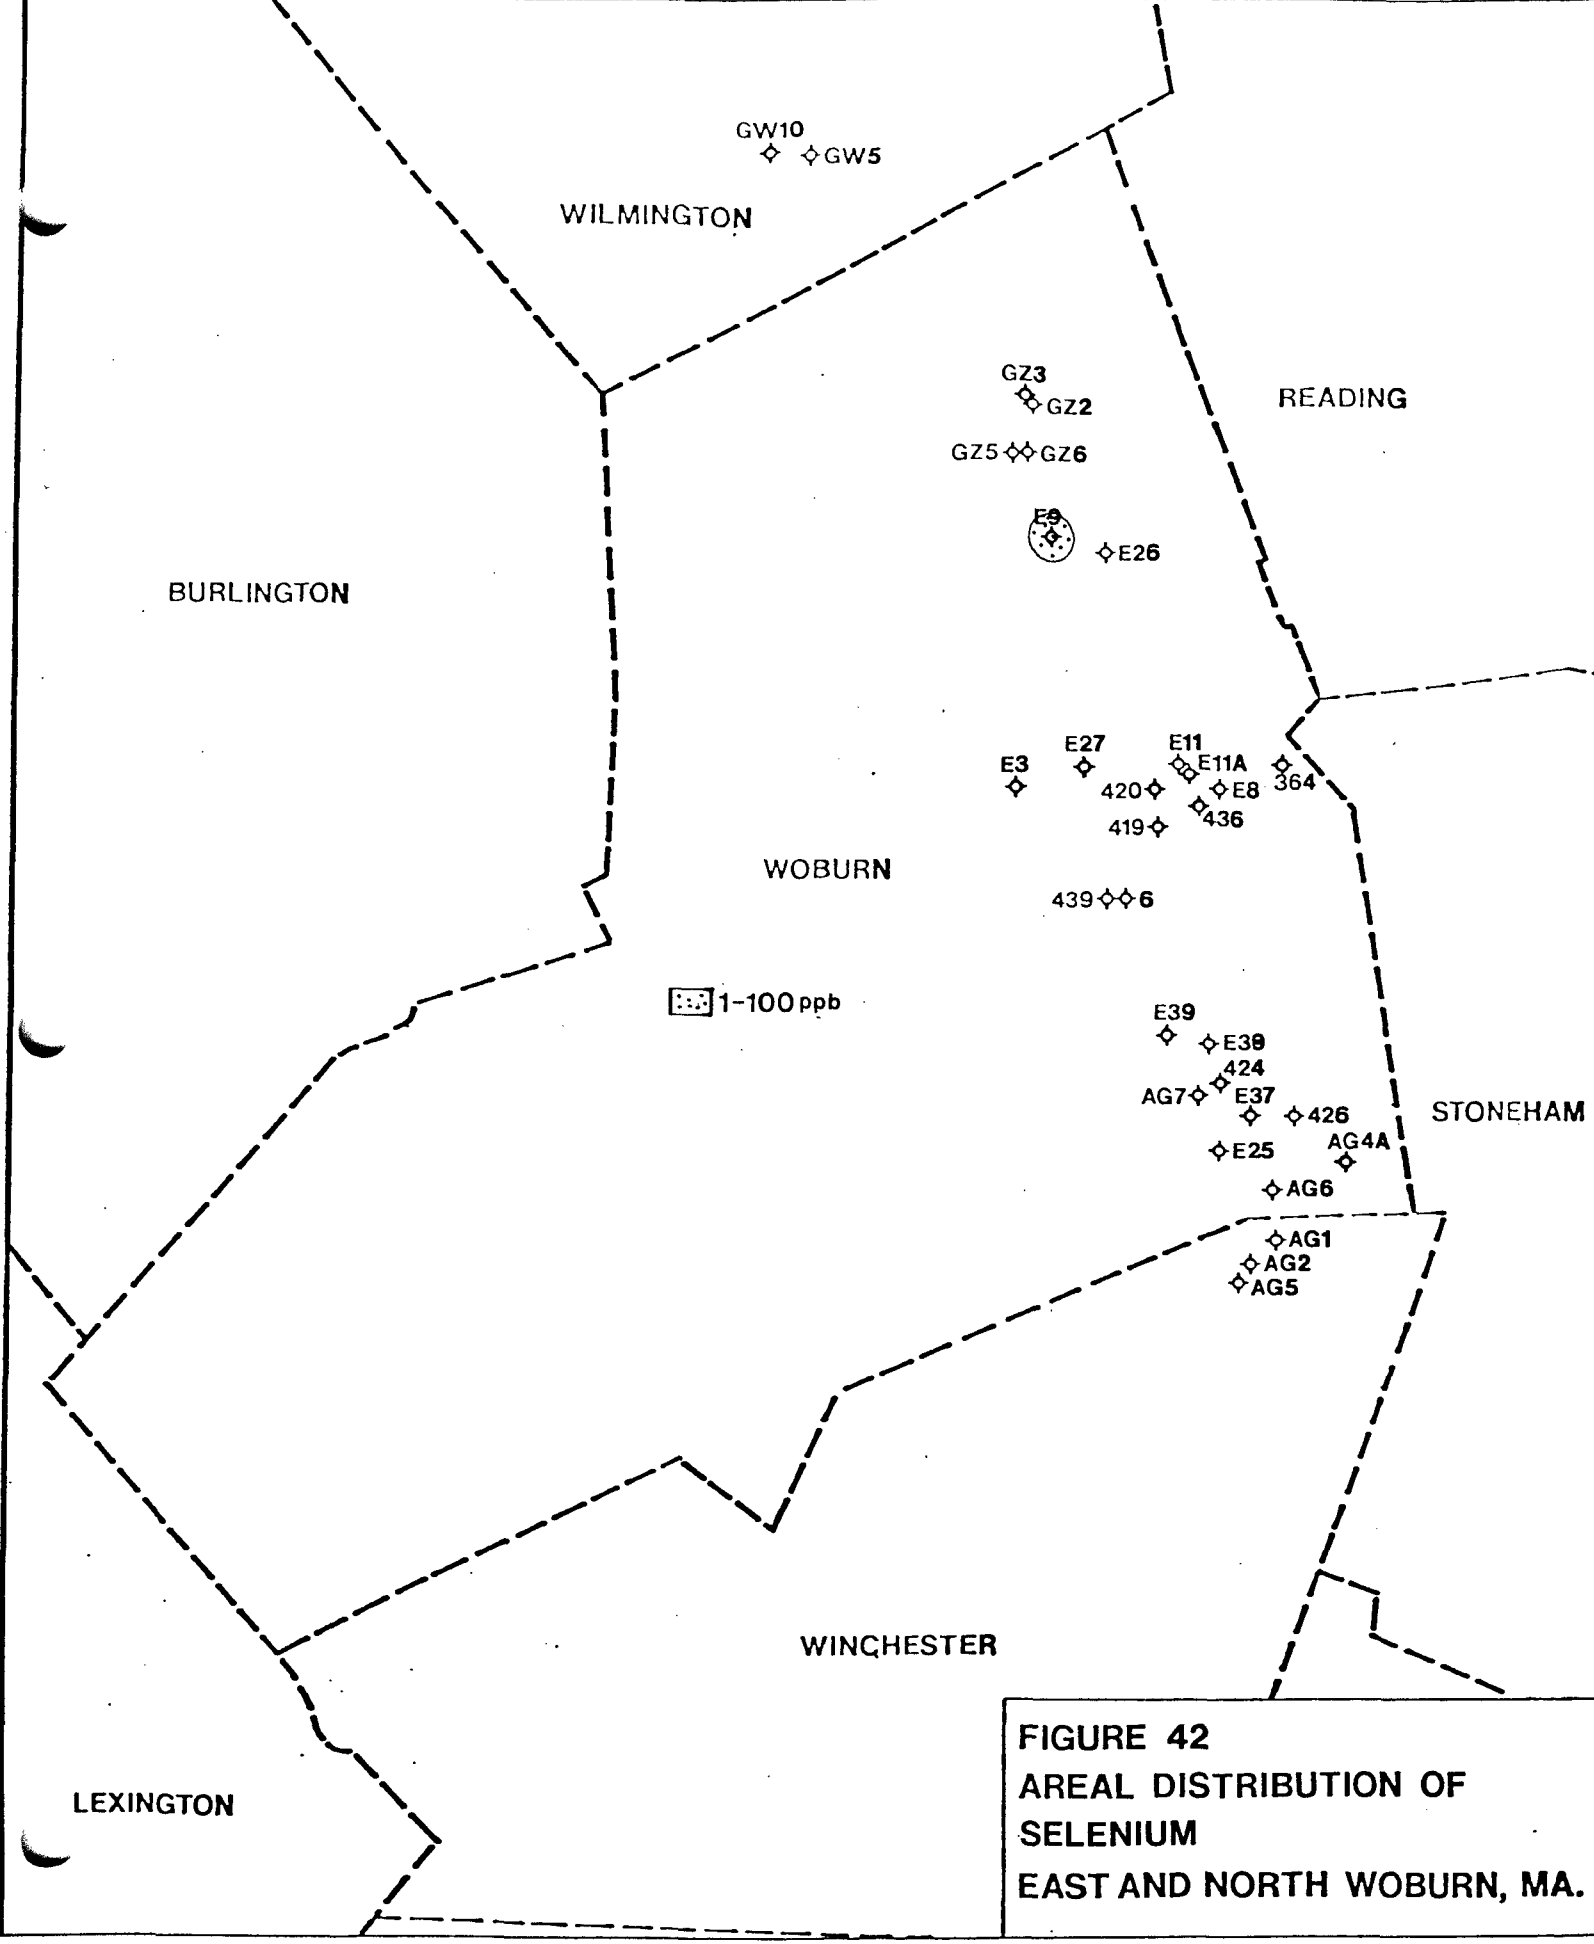 GW10
GW5
WILMINGTON
GZ3
GZ2
READING
GZ5
GZ6
E9
E26
BURLINGTON
E27
E11
E3
E11A
420
E8
364
436
419
WOBURN
439
6
1-100 ppb
E39
E38
424
AG7
E37
426
STONEHAM
AG4A
E25
AG6
AG1
AG2
AG5
WINCHESTER
LEXINGTON
FIGURE 42
AREAL DISTRIBUTION OF
SELENIUM
EAST AND NORTH WOBURN, MA.